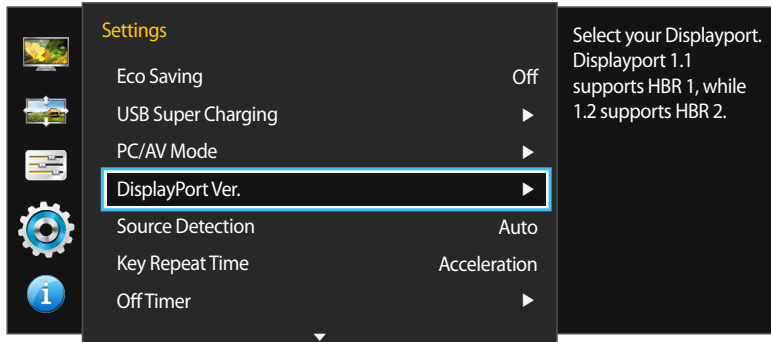 Settings
Eco Saving Off
USB Super Charging
PC/AV Mode
DisplayPort Ver.
Source Detection Auto
Key Repeat Time Acceleration
Off Timer
Select your Displayport.
Displayport 1.1
supports HBR 1, while
1.2 supports HBR 2.